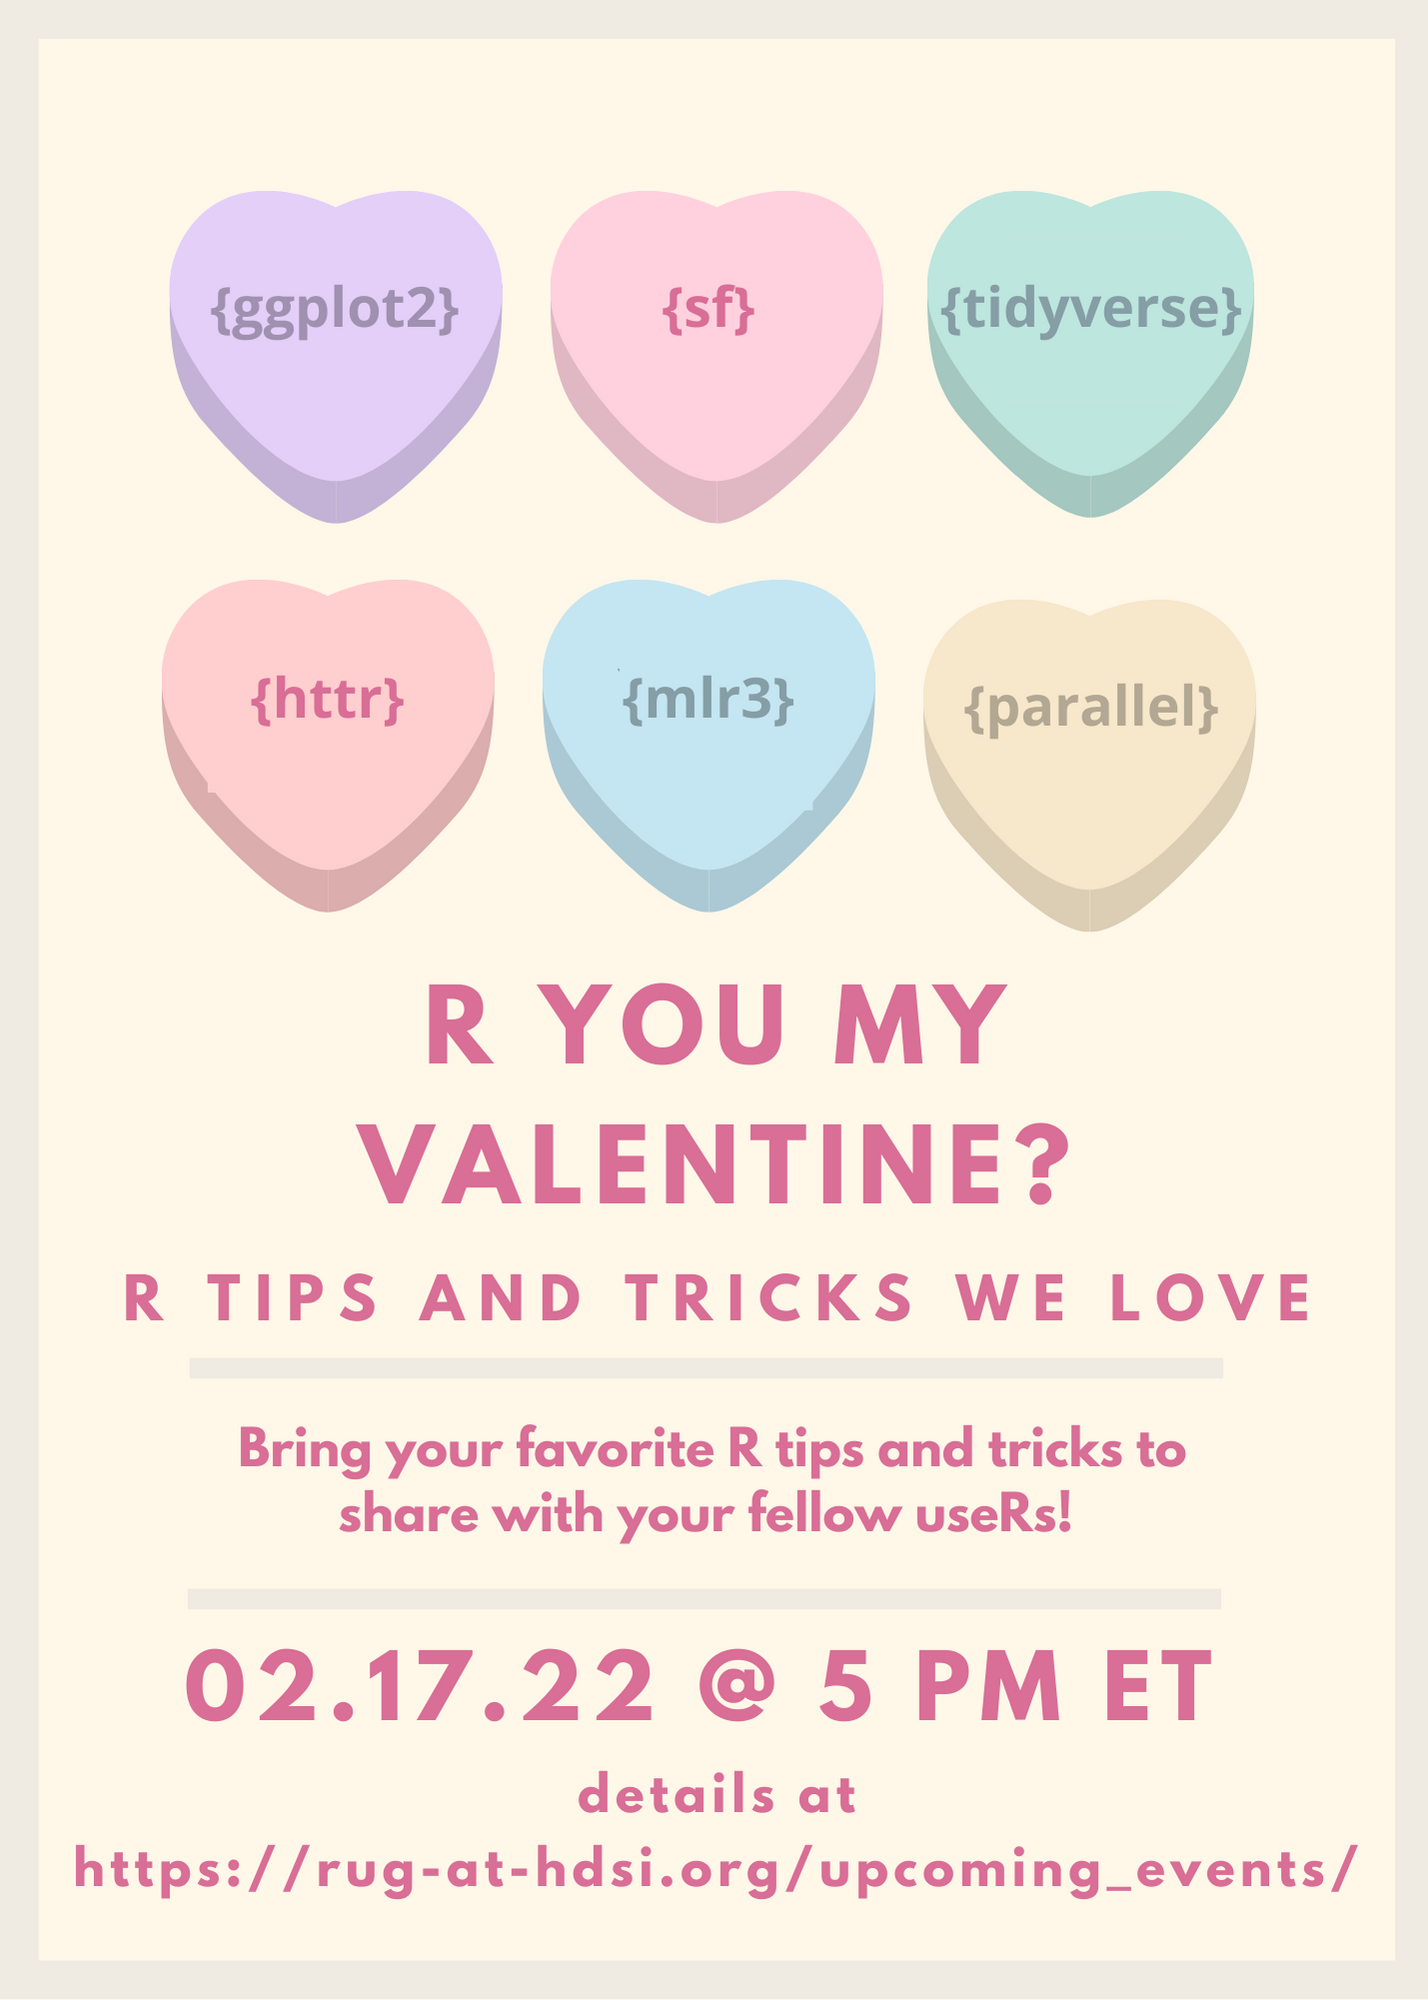 {ggplot2} {sf} {tidyverse}
{httr} {mlr3} {parallel}
R YOU MY
VALENTINE?
R TIPS AND TRICKS WE LOVE
Bring your favorite R tips and tricks to
share with your fellow useRs!
02.17.22 @ 5 PM ET
details at
https://rug-at-hdsi.org/upcoming_events/